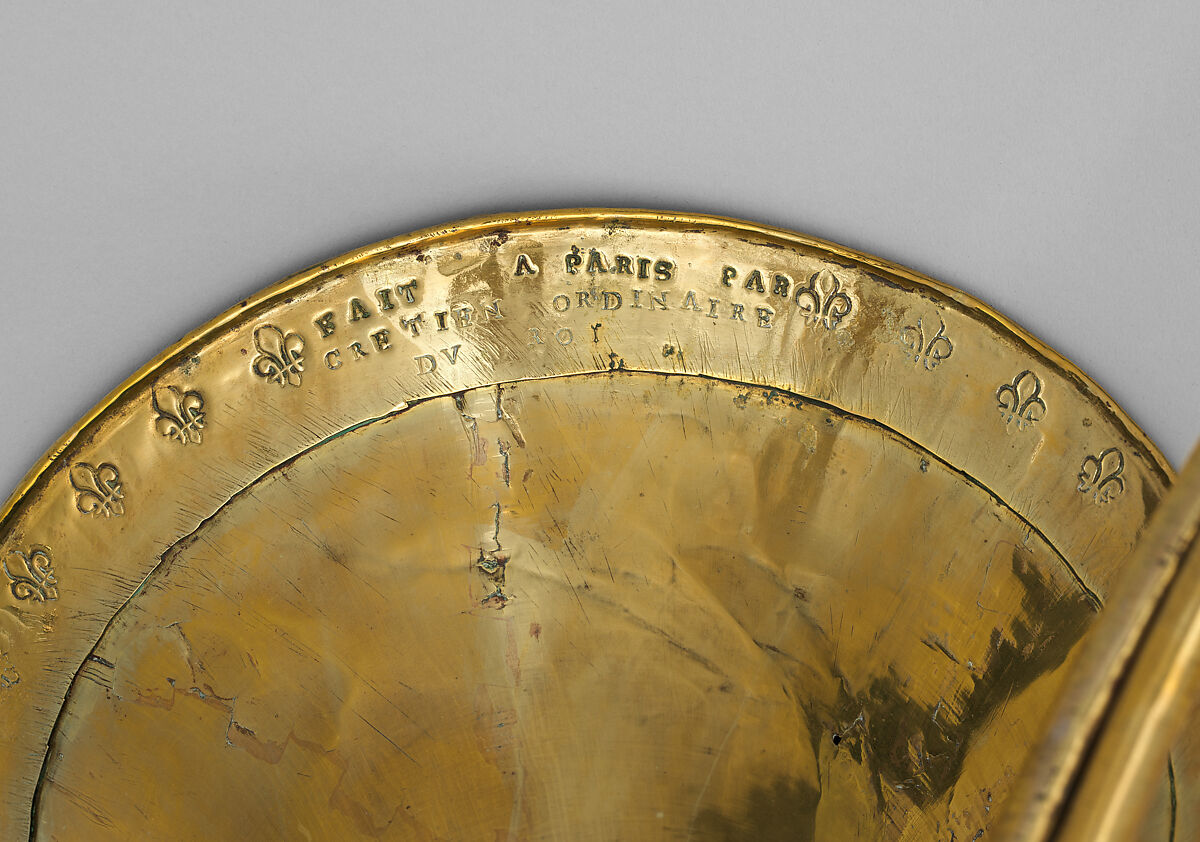 FAIT A PARIS PAR
CRETIEN ORDINAIRE
DV ROY